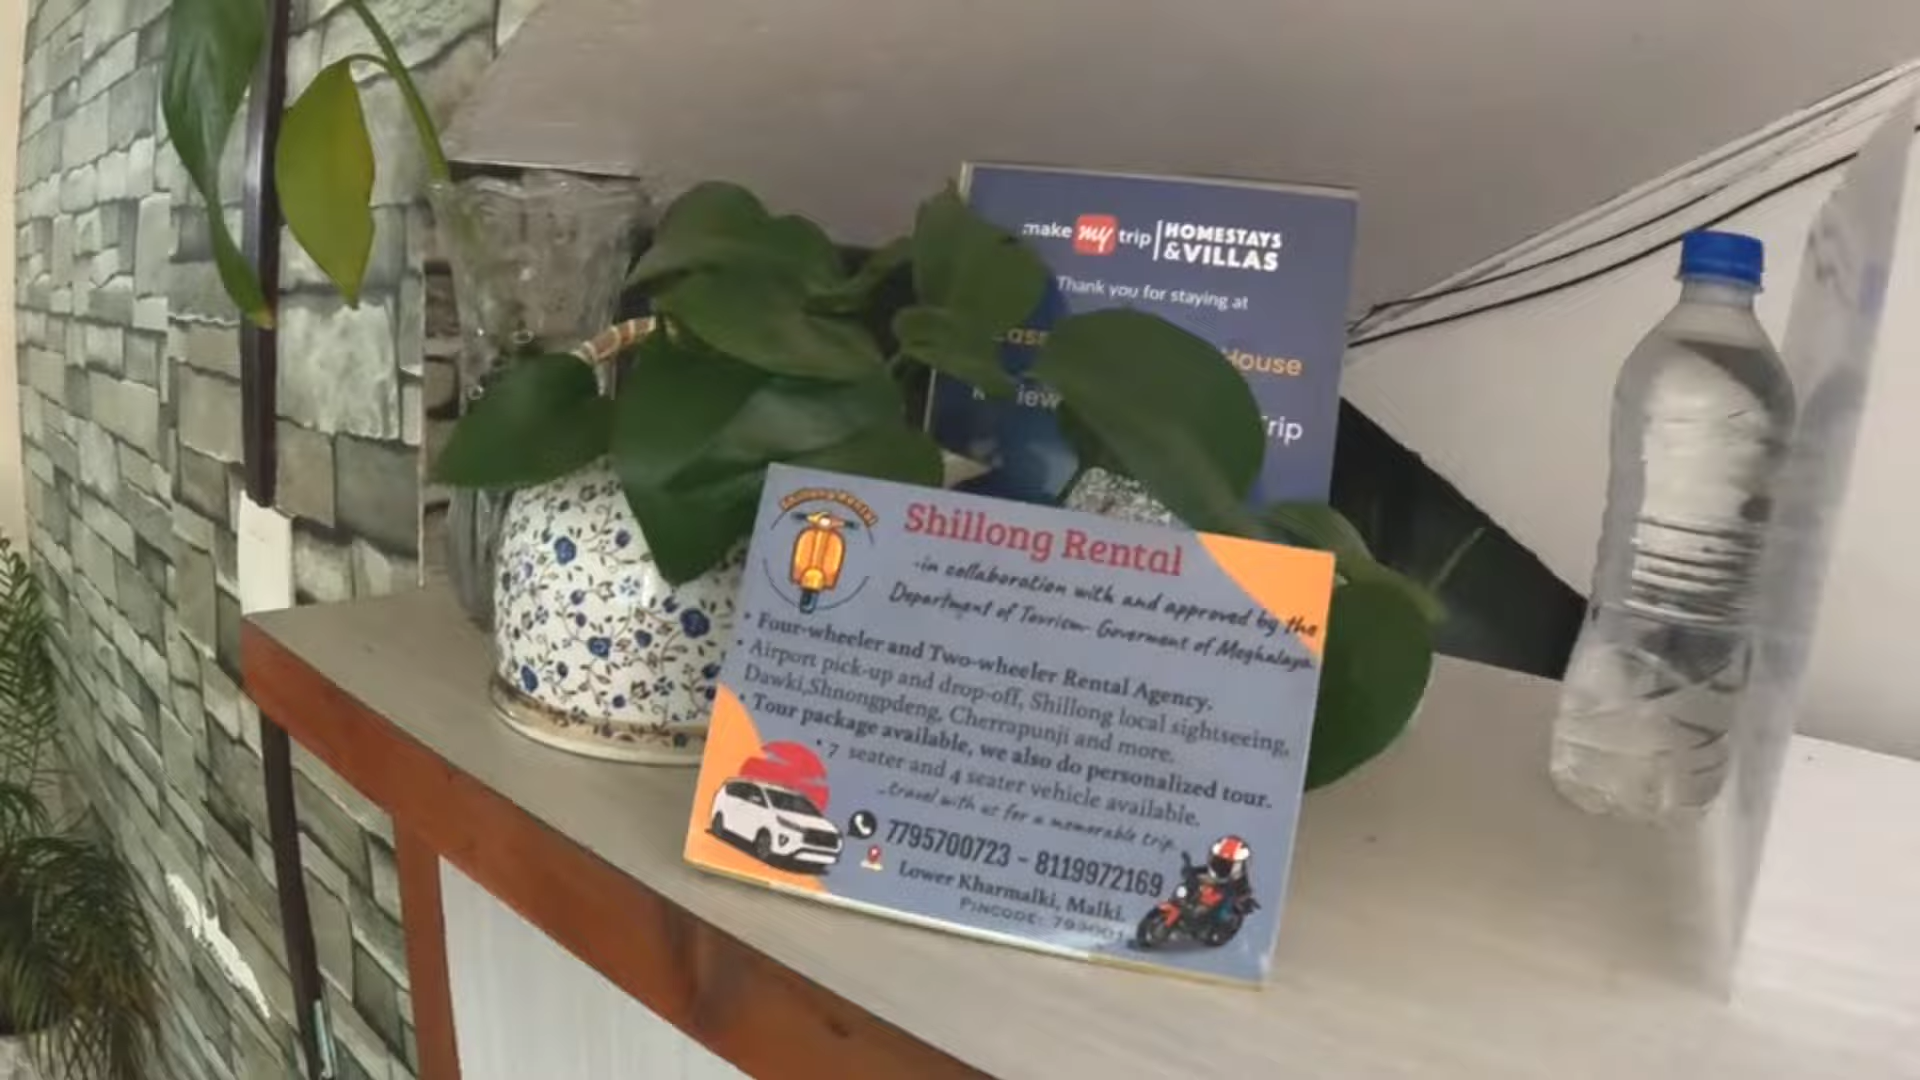 make my trip HOMESTAYS & VILLAS
Thank you for staying at
House
Trip
Shillong Rental
Shillong Rental
-in collaboration with and approved by the
Department of Tourism- Goverment of Meghalaya.
• Four-wheeler and Two-wheeler Rental Agency.
• Airport pick-up and drop-off, Shillong local sightseeing,
Dawki,Shnongpdeng, Cherrapunji and more.
• Tour package available, we also do personalized tour.
• 7 seater and 4 seater vehicle available.
...travel with us for a memorable trip...
7795700723 - 8119972169
Lower Kharmalki, Malki.
PINCODE: 793001